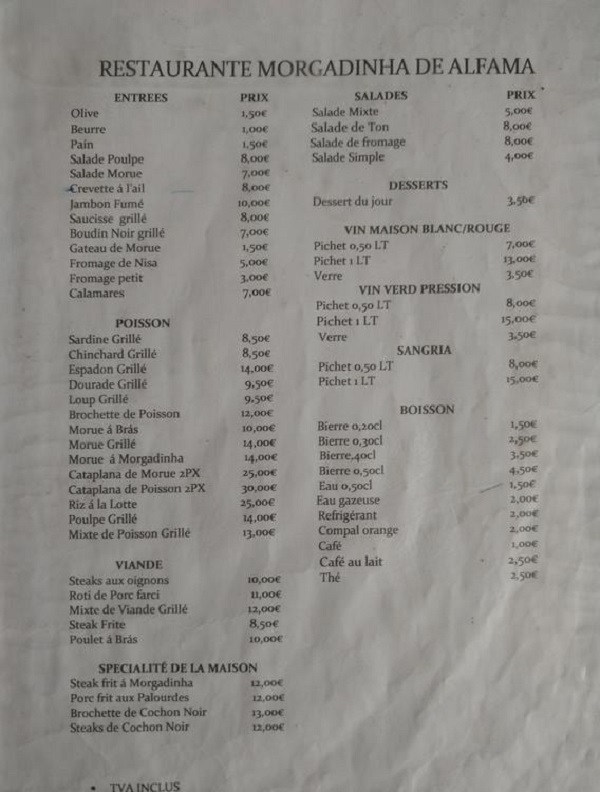 RESTAURANTE MORGADINHA DE ALFAMA
ENTREES PRIX
Olive 1,50€
Beurre 1,00€
Pain 1,50€
Salade Poulpe 8,00€
Salade Morue 7,00€
Crevette á l'ail 8,00€
Jambon Fumé 10,00€
Saucisse grillé 8,00€
Boudin Noir grillé 7,00€
Gateau de Morue 1,50€
Fromage de Nisa 5,00€
Fromage petit 3,00€
Calamares 7,00€
POISSON
Sardine Grillé 8,50€
Chinchard Grillé 8,50€
Espadon Grillé 14,00€
Dourade Grillé 9,50€
Loup Grillé 9,50€
Brochette de Poisson 12,00€
Morue á Brás 10,00€
Morue Grillé 14,00€
Morue á Morgadinha 14,00€
Cataplana de Morue 2PX 25,00€
Cataplana de Poisson 2PX 30,00€
Riz á la Lotte 25,00€
Poulpe Grillé 14,00€
Mixte de Poisson Grillé 13,00€
VIANDE
Steaks aux oignons 10,00€
Roti de Porc farci 11,00€
Mixte de Viande Grillé 12,00€
Steak Frite 8,50€
Poulet á Brás 10,00€
SPECIALITÉ DE LA MAISON
Steak frit á Morgadinha 12,00€
Porc frit aux Palourdes 12,00€
Brochette de Cochon Noir 13,00€
Steaks de Cochon Noir 12,00€
• TVA INCLUS
SALADES PRIX
Salade Mixte 5,00€
Salade de Ton 8,00€
Salade de fromage 8,00€
Salade Simple 4,00€
DESSERTS
Dessert du jour 3,50€
VIN MAISON BLANC/ROUGE
Pichet 0,50 LT 7,00€
Pichet 1 LT 13,00€
Verre 3,50€
VIN VERD PRESSION
Pichet 0,50 LT 8,00€
Pichet 1 LT 15,00€
Verre 3,50€
SANGRIA
Pichet 0,50 LT 8,00€
Pichet 1 LT 15,00€
BOISSON
Bierre 0,20cl 1,50€
Bierre 0,30cl 2,50€
Bierre,40cl 3,50€
Bierre 0,50cl 4,50€
Eau 0,50cl 1,50€
Eau gazeuse 2,00€
Refrigérant 2,00€
Compal orange 2,00€
Café 1,00€
Café au lait 2,50€
Thé 2,50€